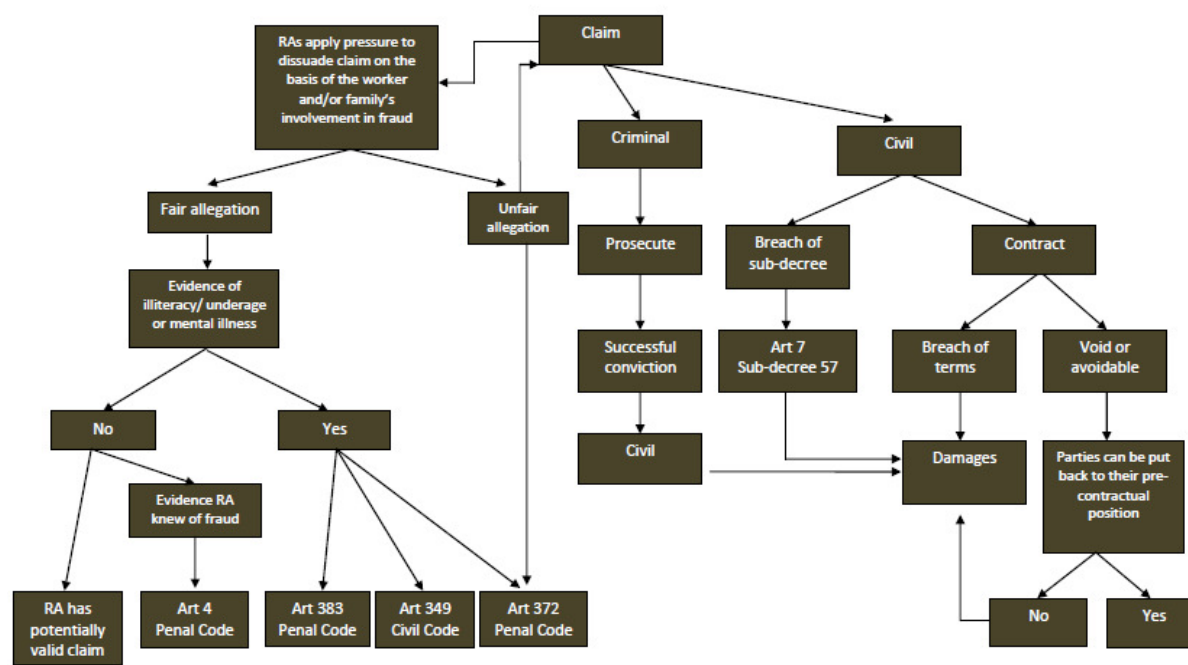 RAs apply pressure to
dissuade claim on the
basis of the worker
and/or family's
involvement in fraud
Claim
Criminal
Civil
Fair allegation
Unfair
allegation
Prosecute
Breach of
sub-decree
Contract
Evidence of
illiteracy/ underage
or mental illness
Successful
conviction
Art 7
Sub-decree 57
Breach of
terms
Void or
avoidable
No
Yes
Civil
Damages
Parties can be put
back to their pre-
contractual
position
Evidence RA
knew of fraud
RA has
potentially
valid claim
Art 4
Penal Code
Art 383
Penal Code
Art 349
Civil Code
Art 372
Penal Code
No
Yes